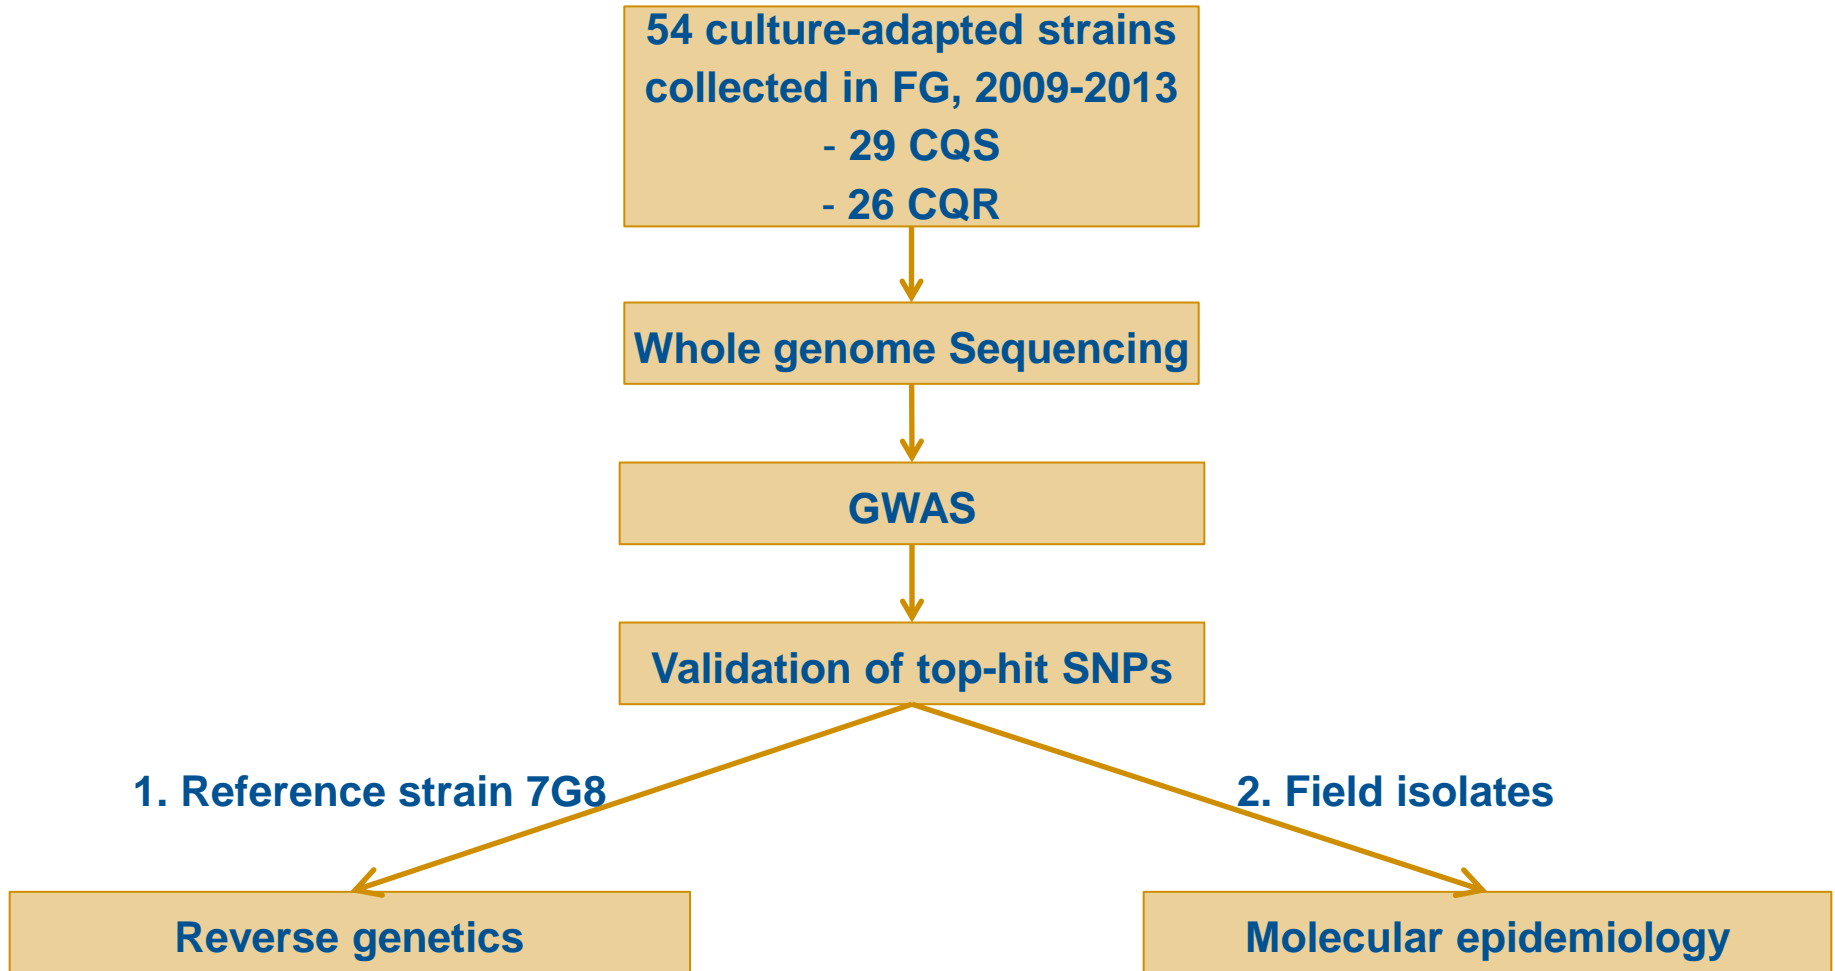 54 culture-adapted strains
collected in FG, 2009-2013
- 29 CQS
- 26 CQR
Whole genome Sequencing
GWAS
Validation of top-hit SNPs
1. Reference strain 7G8
2. Field isolates
Reverse genetics
Molecular epidemiology